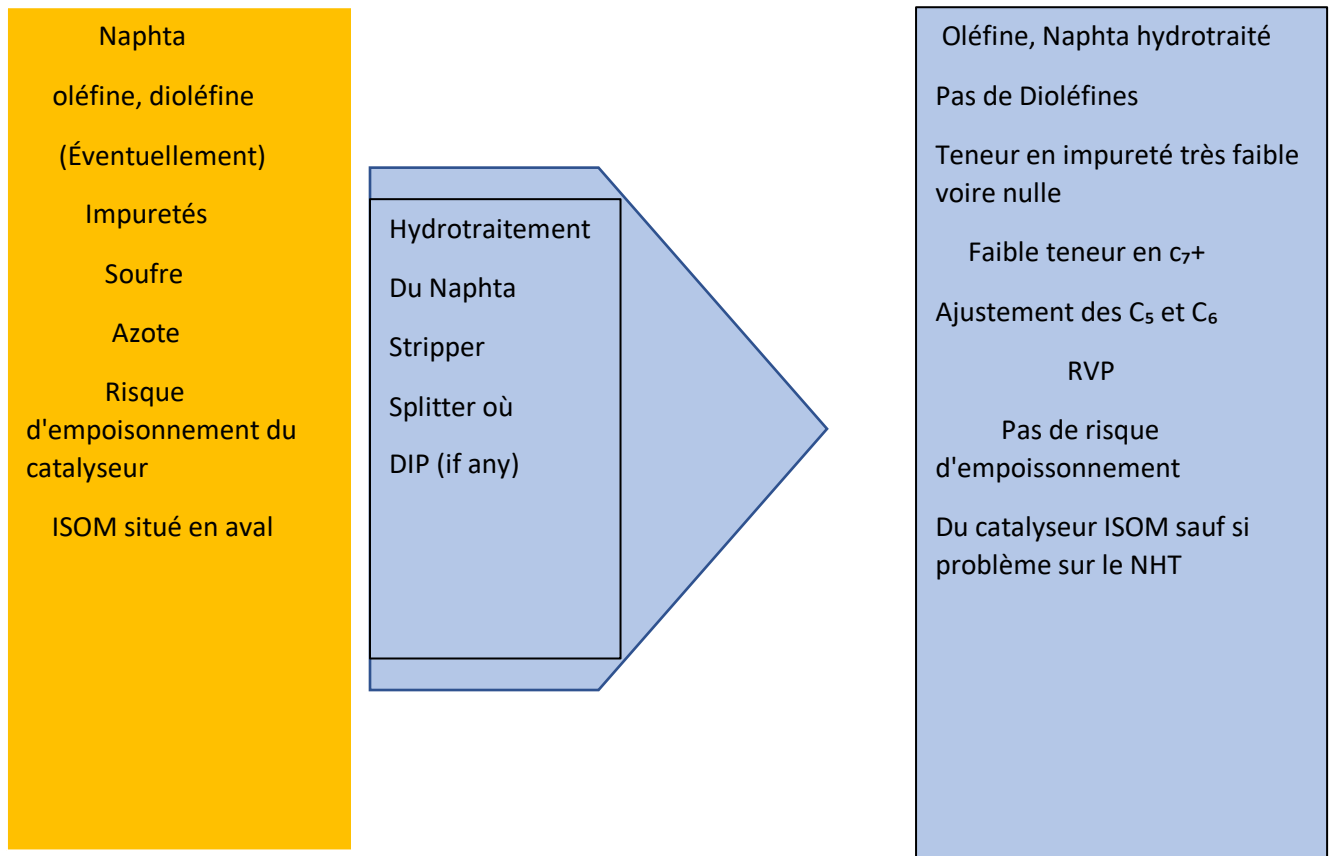 Naphta
oléfine, dioléfine
(Éventuellement)
Impuretés
Soufre
Azote
Risque
d'empoisonnement du
catalyseur
ISOM situé en aval
Hydrotraitement
Du Naphta
Stripper
Splitter où
DIP (if any)
Oléfine, Naphta hydrotraité
Pas de Dioléfines
Teneur en impureté très faible
voire nulle
Faible teneur en c₇+
Ajustement des C₅ et C₆
RVP
Pas de risque
d'empoissonnement
Du catalyseur ISOM sauf si
problème sur le NHT